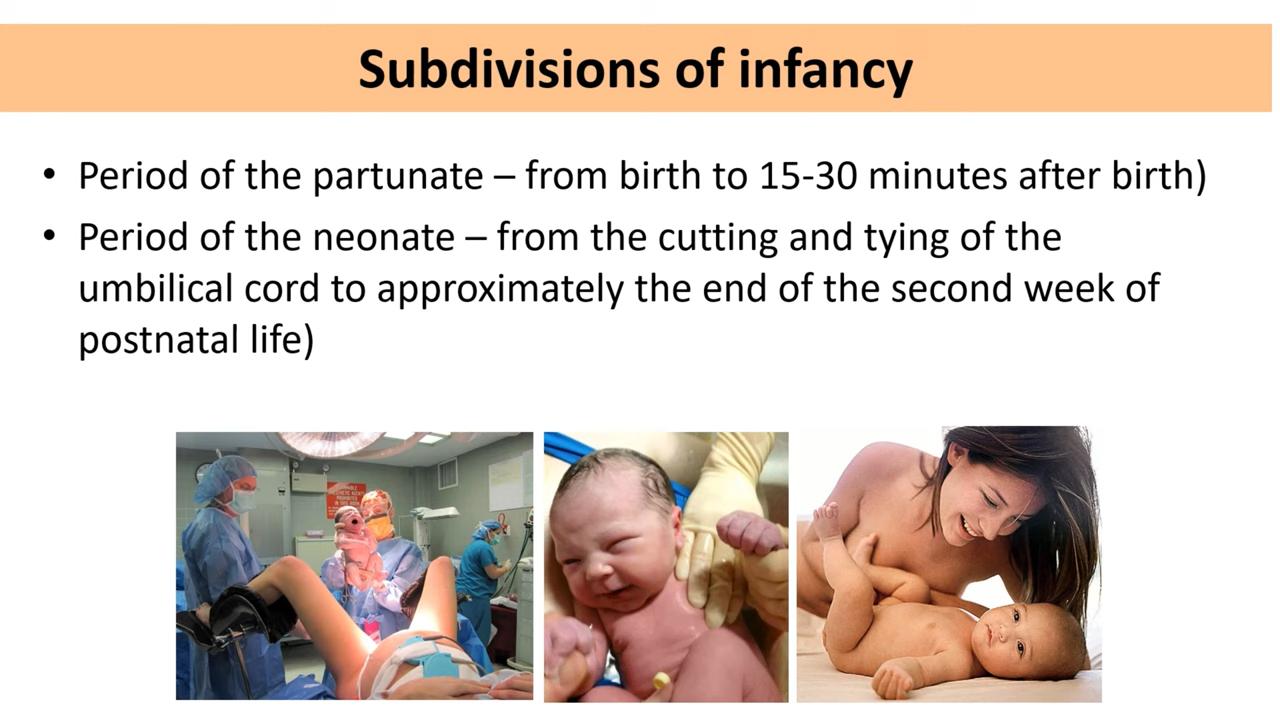 Subdivisions of infancy
• Period of the partunate – from birth to 15-30 minutes after birth)
• Period of the neonate – from the cutting and tying of the
umbilical cord to approximately the end of the second week of
postnatal life)